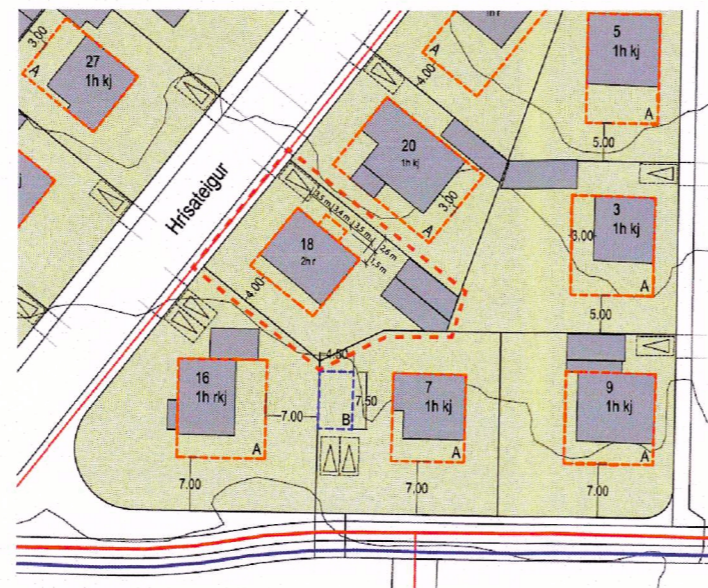 3.00
A
27
1h kj
A
4.00
5
1h kj
A
5.00
20
1h kj
A
3.00
Hrísateigur
3.5 m
3.4 m
3.5 m
2.6 m
1.5 m
18
2h r
4.00
3
1h kj
3.00
A
5.00
16
1h rkj
A
7.00
7.00
4.50
7.50
B
7
1h kj
A
7.00
9
1h kj
A
7.00